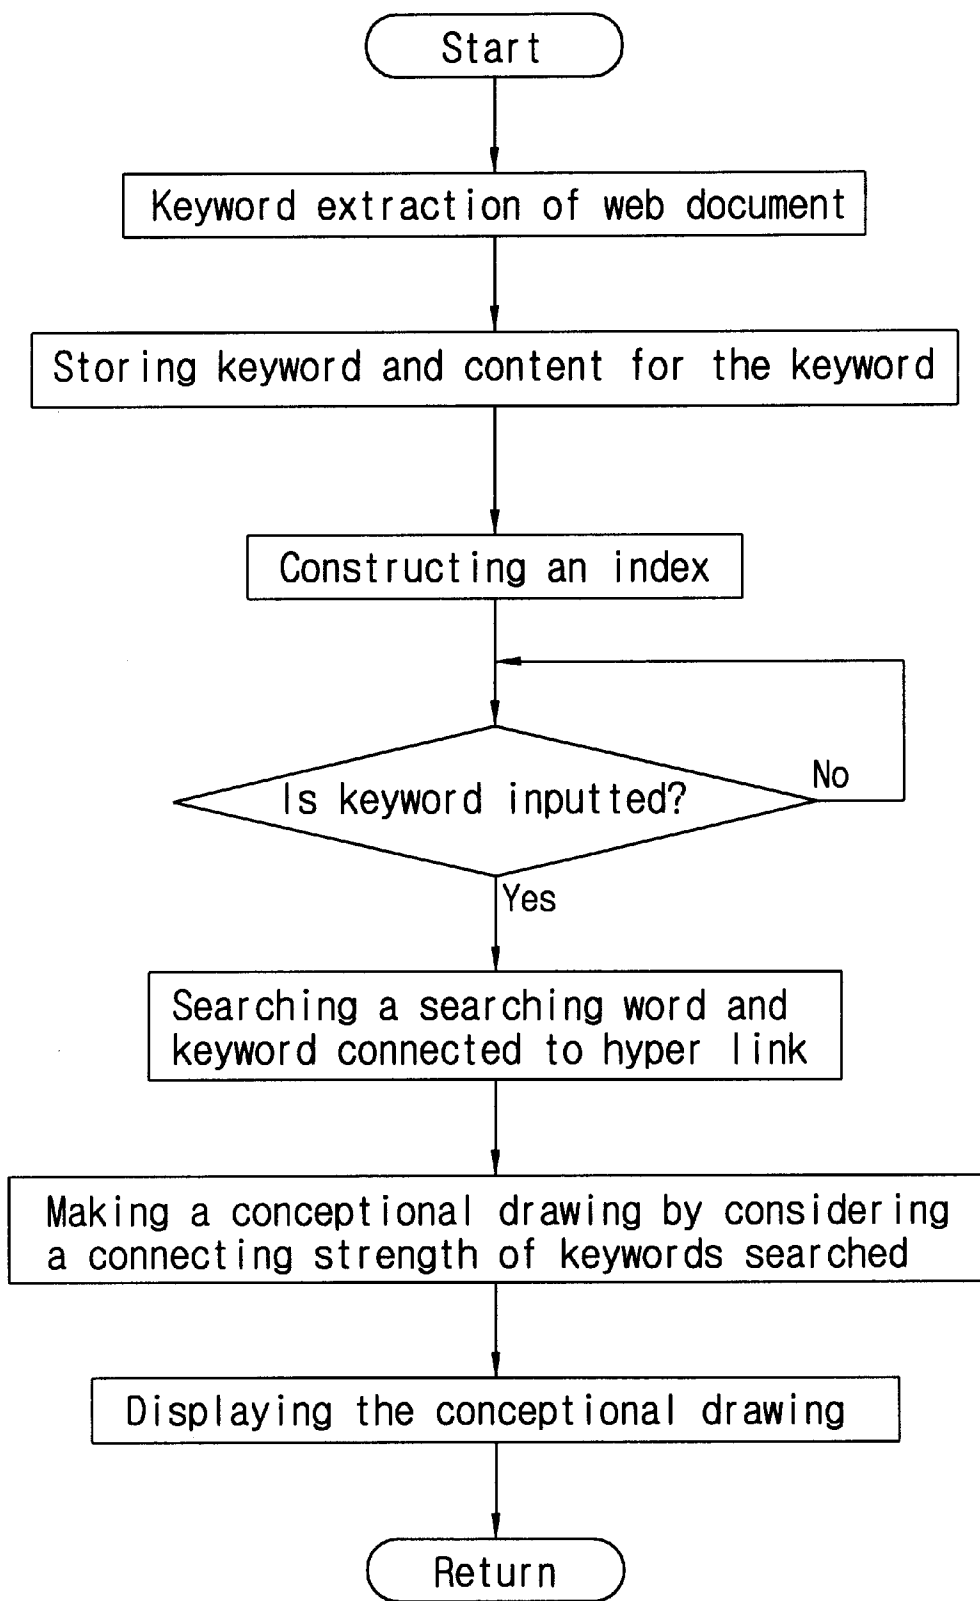 Start
Keyword extraction of web document
Storing keyword and content for the keyword
Constructing an index
Is keyword inputted?
No
Yes
Searching a searching word and
keyword connected to hyper link
Making a conceptional drawing by considering
a connecting strength of keywords searched
Displaying the conceptional drawing
Return